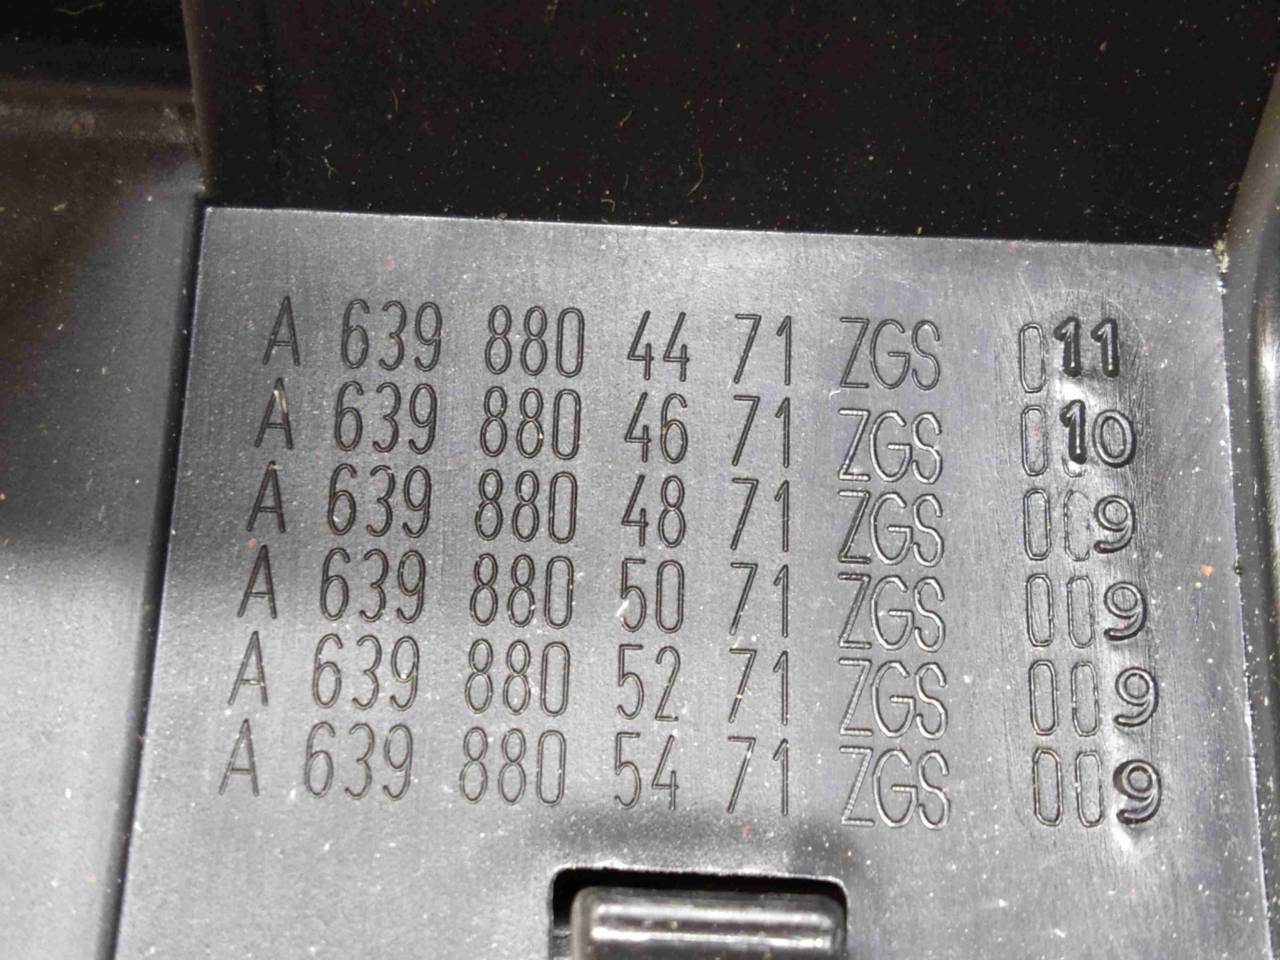 A 639 880 44 71 ZGS 011
A 639 880 46 71 ZGS 010
A 639 880 48 71 ZGS 009
A 639 880 50 71 ZGS 009
A 639 880 52 71 ZGS 009
A 639 880 54 71 ZGS 009